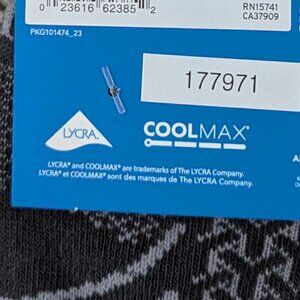 0 23616 62385 2
RN15741
CA37909
PKG101474_23
177971
LYCRA®
COOLMAX®
LYCRA® and COOLMAX® are trademarks of The LYCRA Company.
LYCRA® et COOLMAX® sont des marques de The LYCRA Company.